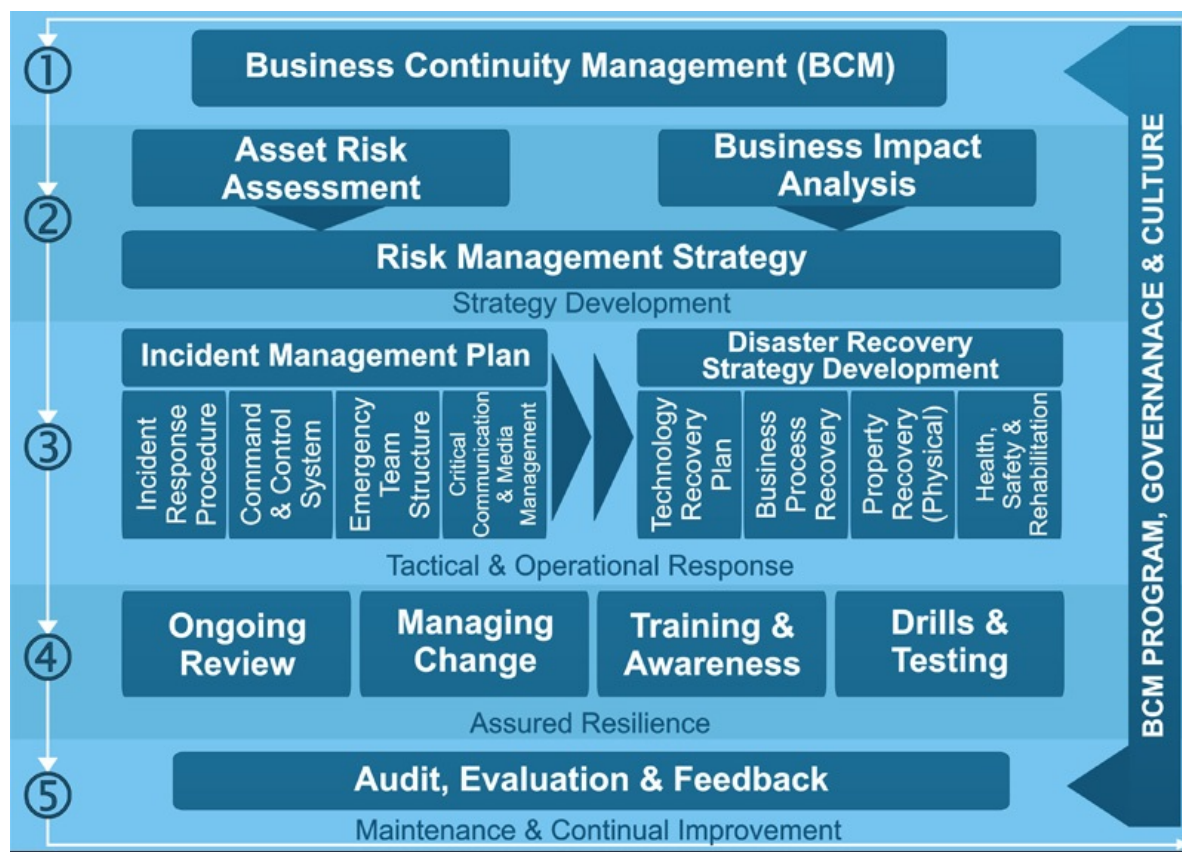 ①
Business Continuity Management (BCM)
②
Asset Risk
Assessment
Business Impact
Analysis
Risk Management Strategy
Strategy Development
③
Incident Management Plan
Incident
Response
Procedure
Command
& Control
System
Emergency
Team
Structure
Critical
Communication
& Media
Management
Disaster Recovery
Strategy Development
Technology
Recovery
Plan
Business
Process
Recovery
Property
Recovery
(Physical)
Health,
Safety &
Rehabilitation
Tactical & Operational Response
④
Ongoing
Review
Managing
Change
Training &
Awareness
Drills &
Testing
Assured Resilience
⑤
Audit, Evaluation & Feedback
Maintenance & Continual Improvement
BCM PROGRAM, GOVERNANACE & CULTURE